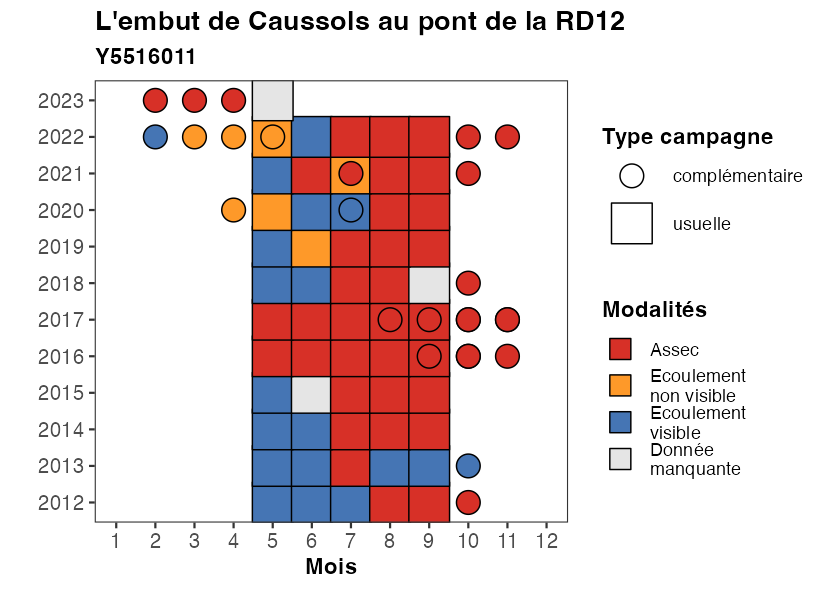 L'embut de Caussols au pont de la RD12
Y5516011
2023
2022
2021
2020
2019
2018
2017
2016
2015
2014
2013
2012
1 2 3 4 5 6 7 8 9 10 11 12
Mois
Type campagne
complémentaire
usuelle
Modalités
Assec
Ecoulement
non visible
Ecoulement
visible
Donnée
manquante